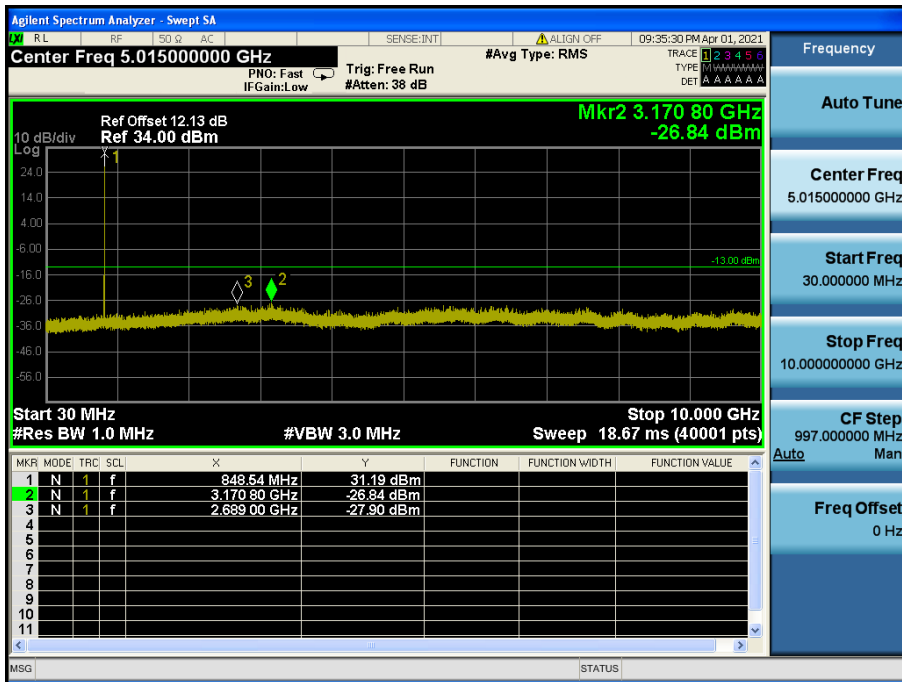 Agilent Spectrum Analyzer - Swept SA
LXI RL RF 50 Ω AC SENSE:INT ALIGN OFF 09:35:30 PM Apr 01, 2021
Center Freq 5.015000000 GHz
PNO: Fast
IFGain:Low
Trig: Free Run
#Atten: 38 dB
#Avg Type: RMS
TRACE 1 2 3 4 5 6
TYPE M WWWWW
DET A A A A A A
Mkr2 3.170 80 GHz
-26.84 dBm
Ref Offset 12.13 dB
10 dB/div Ref 34.00 dBm
Log
24.0
14.0
4.00
-6.00
-16.0
-26.0
-36.0
-46.0
-56.0
1
3
2
-13.00 dBm
Start 30 MHz Stop 10.000 GHz
#Res BW 1.0 MHz #VBW 3.0 MHz Sweep 18.67 ms (40001 pts)
MKR MODE TRC SCL X Y FUNCTION FUNCTION WIDTH FUNCTION VALUE
1 N 1 f 848.54 MHz 31.19 dBm
2 N 1 f 3.170 80 GHz -26.84 dBm
3 N 1 f 2.689 00 GHz -27.90 dBm
4
5
6
7
8
9
10
11
MSG STATUS
Frequency
Auto Tune
Center Freq
5.015000000 GHz
Start Freq
30.000000 MHz
Stop Freq
10.000000000 GHz
CF Step
997.000000 MHz
Auto Man
Freq Offset
0 Hz